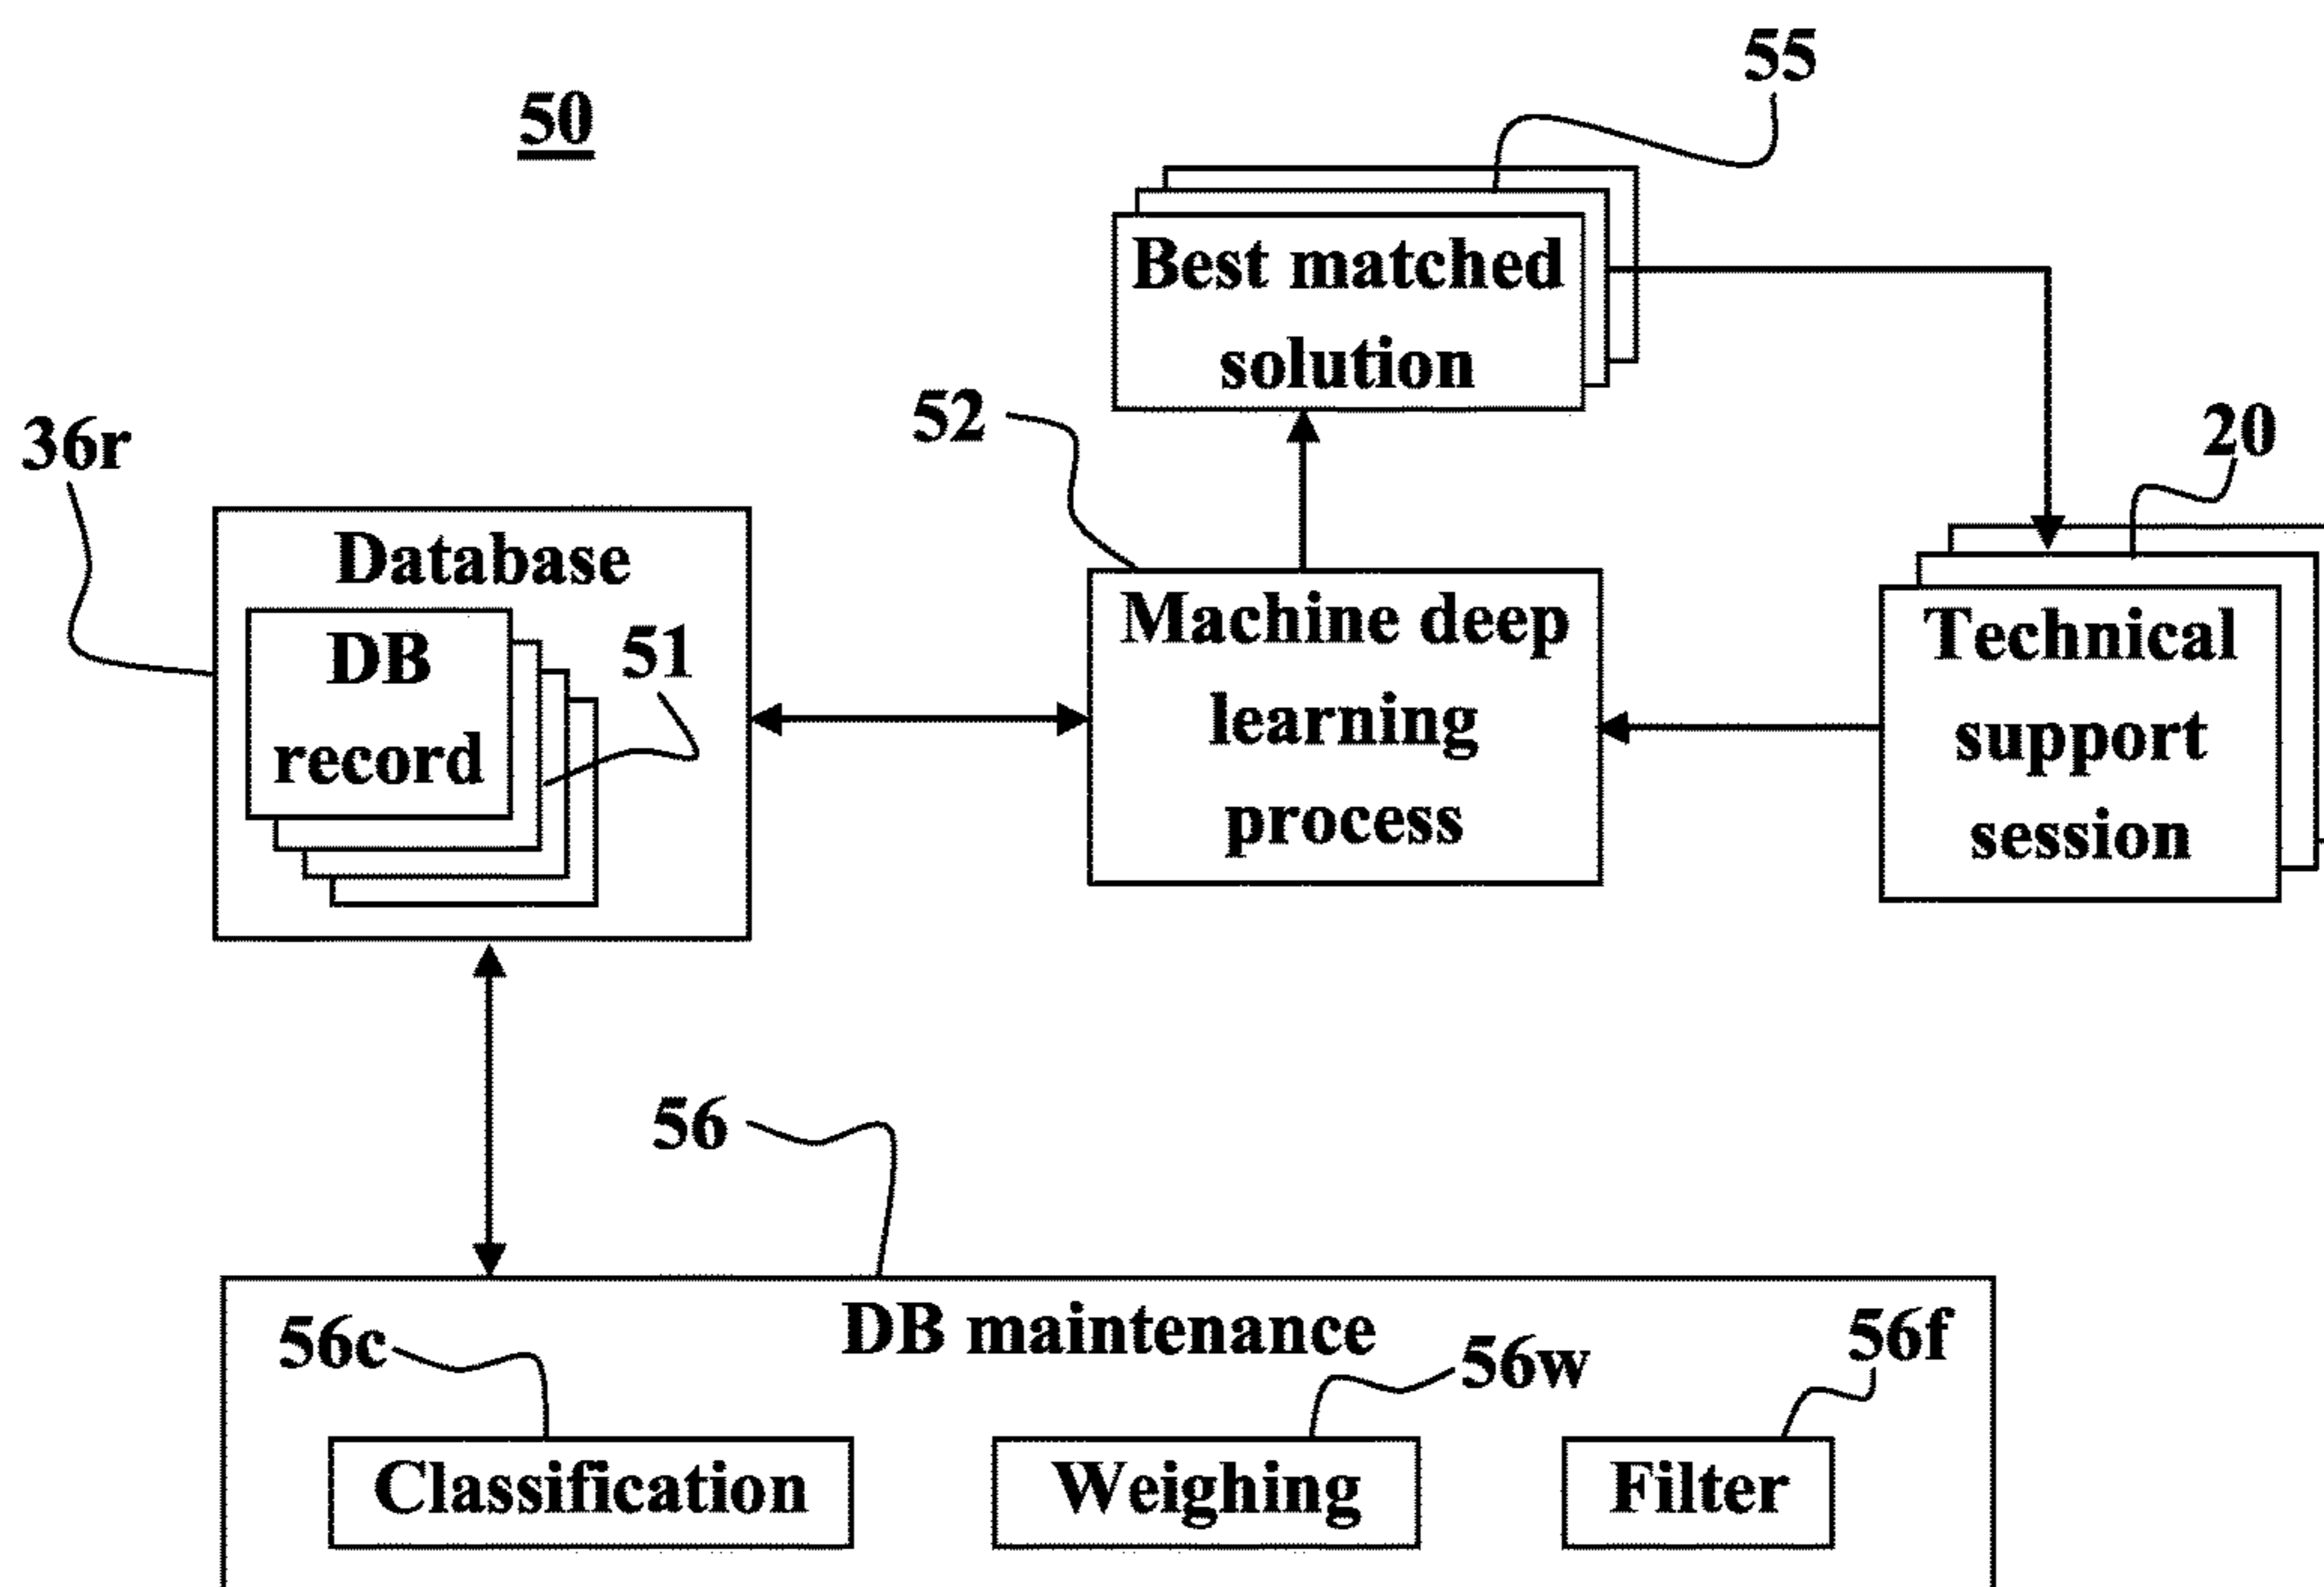 50
55
Best matched
solution
52
36r
20
Database
DB
record
51
Machine deep
learning
process
Technical
support
session
56
DB maintenance
56c
56w
56f
Classification
Weighing
Filter